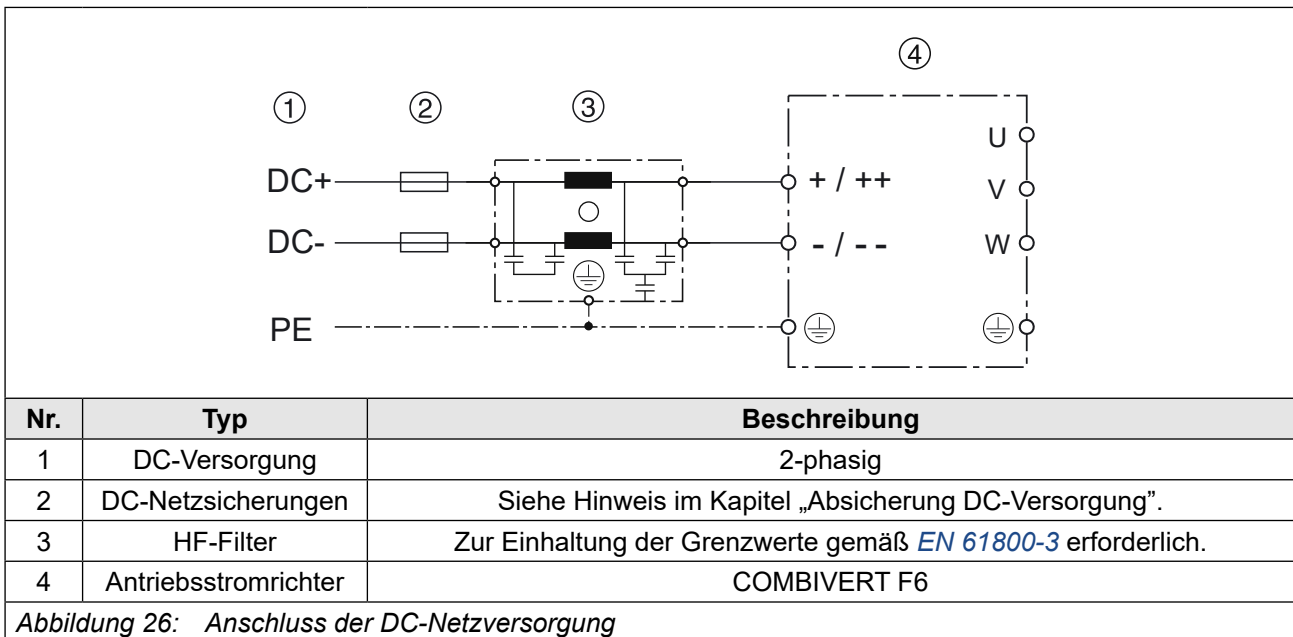 ④
① ② ③
U
DC+ + / ++ V
DC- - / -- W
PE
Nr. Typ Beschreibung
1 DC-Versorgung 2-phasig
2 DC-Netzsicherungen Siehe Hinweis im Kapitel „Absicherung DC-Versorgung”.
3 HF-Filter Zur Einhaltung der Grenzwerte gemäß EN 61800-3 erforderlich.
4 Antriebsstromrichter COMBIVERT F6
Abbildung 26: Anschluss der DC-Netzversorgung